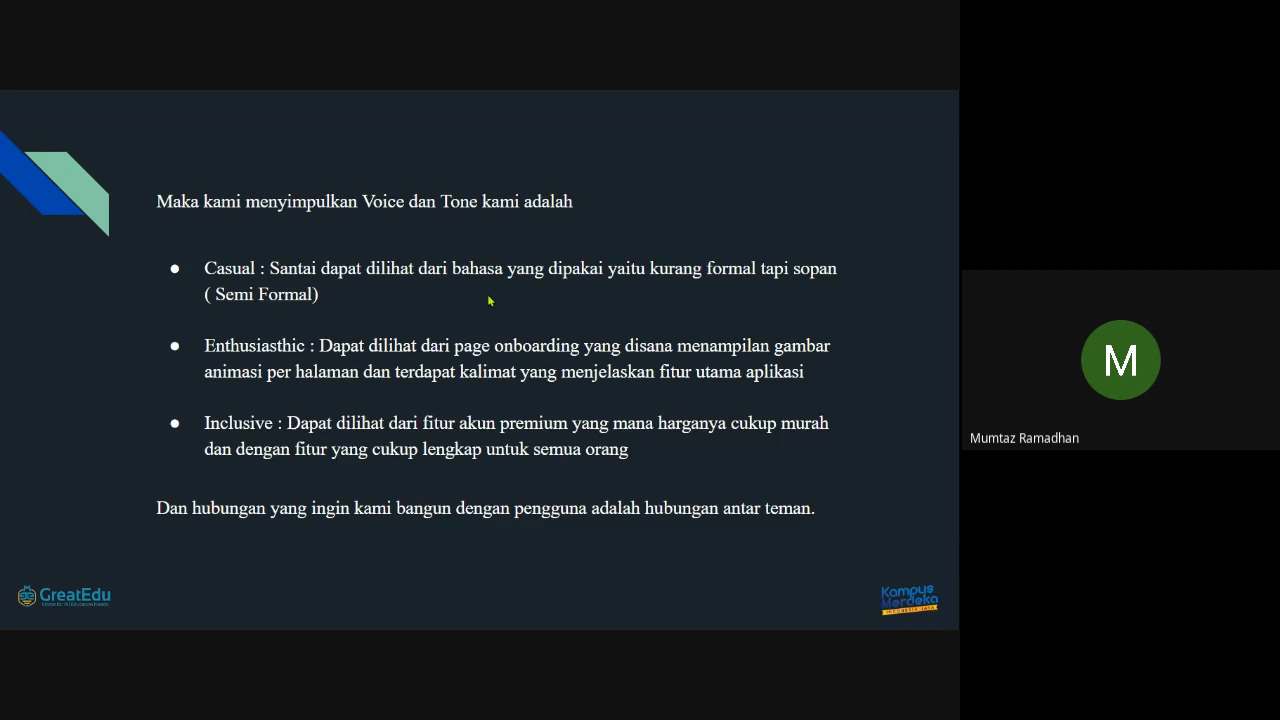 Maka kami menyimpulkan Voice dan Tone kami adalah
● Casual : Santai dapat dilihat dari bahasa yang dipakai yaitu kurang formal tapi sopan
( Semi Formal)
● Enthusiasthic : Dapat dilihat dari page onboarding yang disana menampilan gambar
animasi per halaman dan terdapat kalimat yang menjelaskan fitur utama aplikasi
● Inclusive : Dapat dilihat dari fitur akun premium yang mana harganya cukup murah
dan dengan fitur yang cukup lengkap untuk semua orang
Dan hubungan yang ingin kami bangun dengan pengguna adalah hubungan antar teman.
GreatEdu
Kampus
Merdeka
INDONESIA JAYA
M
Mumtaz Ramadhan